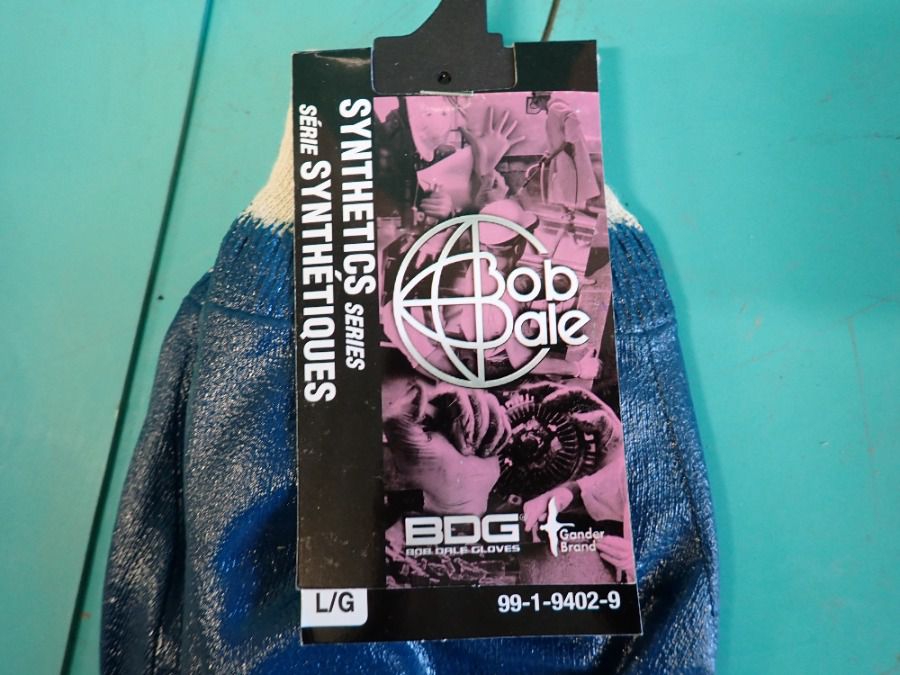 SYNTHETICS SERIES
SÉRIE SYNTHÉTIQUES
Bob
Dale
BDG®
BOB DALE GLOVES
Gander
Brand
L/G
99-1-9402-9